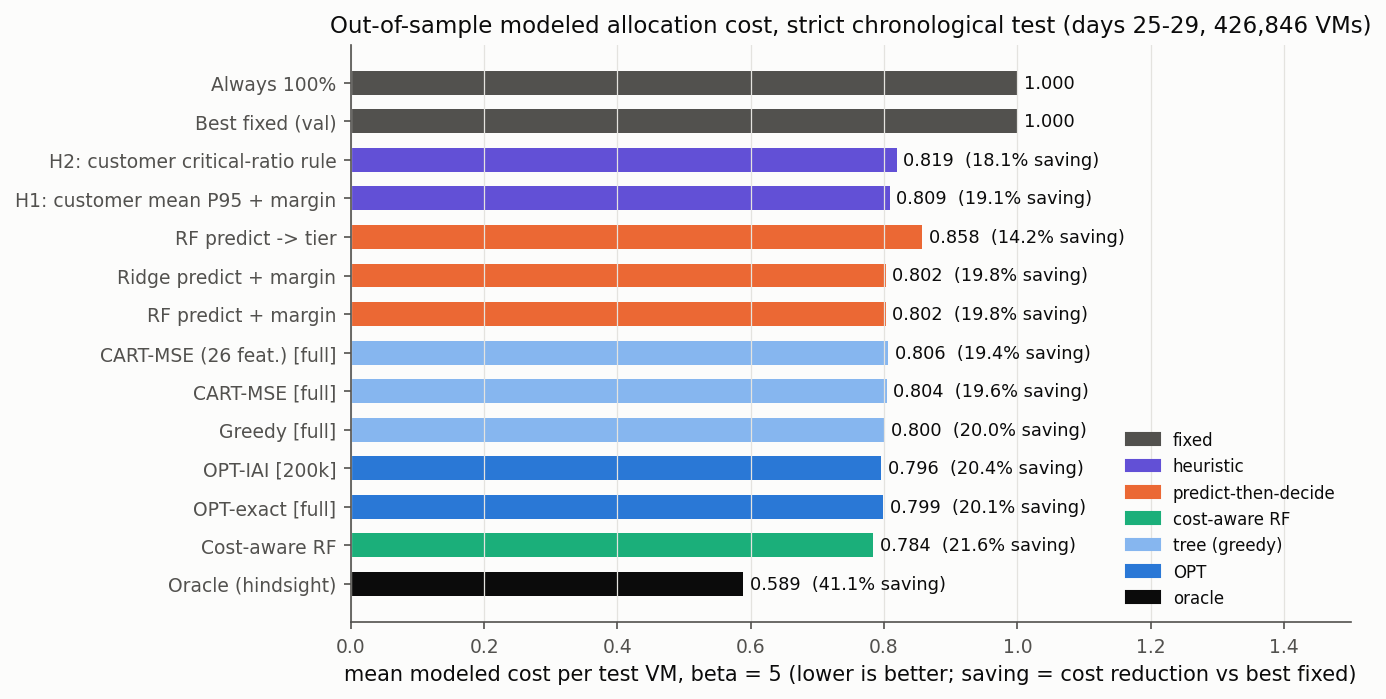 Out-of-sample modeled allocation cost, strict chronological test (days 25-29, 426,846 VMs)
Always 100% 1.000
Best fixed (val) 1.000
H2: customer critical-ratio rule 0.819 (18.1% saving)
H1: customer mean P95 + margin 0.809 (19.1% saving)
RF predict -> tier 0.858 (14.2% saving)
Ridge predict + margin 0.802 (19.8% saving)
RF predict + margin 0.802 (19.8% saving)
CART-MSE (26 feat.) [full] 0.806 (19.4% saving)
CART-MSE [full] 0.804 (19.6% saving)
Greedy [full] 0.800 (20.0% saving)
OPT-IAI [200k] 0.796 (20.4% saving)
OPT-exact [full] 0.799 (20.1% saving)
Cost-aware RF 0.784 (21.6% saving)
Oracle (hindsight) 0.589 (41.1% saving)
fixed
heuristic
predict-then-decide
cost-aware RF
tree (greedy)
OPT
oracle
0.0 0.2 0.4 0.6 0.8 1.0 1.2 1.4
mean modeled cost per test VM, beta = 5 (lower is better; saving = cost reduction vs best fixed)